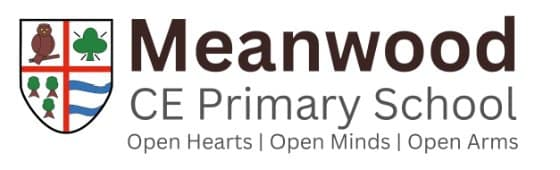 Meanwood
CE Primary School
Open Hearts | Open Minds | Open Arms